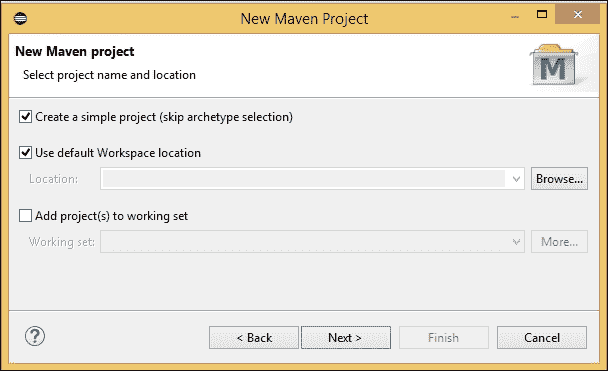 New Maven Project
New Maven project
Select project name and location
M
Create a simple project (skip archetype selection)
Use default Workspace location
Location:
Browse...
Add project(s) to working set
Working set:
More...
?
< Back
Next >
Finish
Cancel